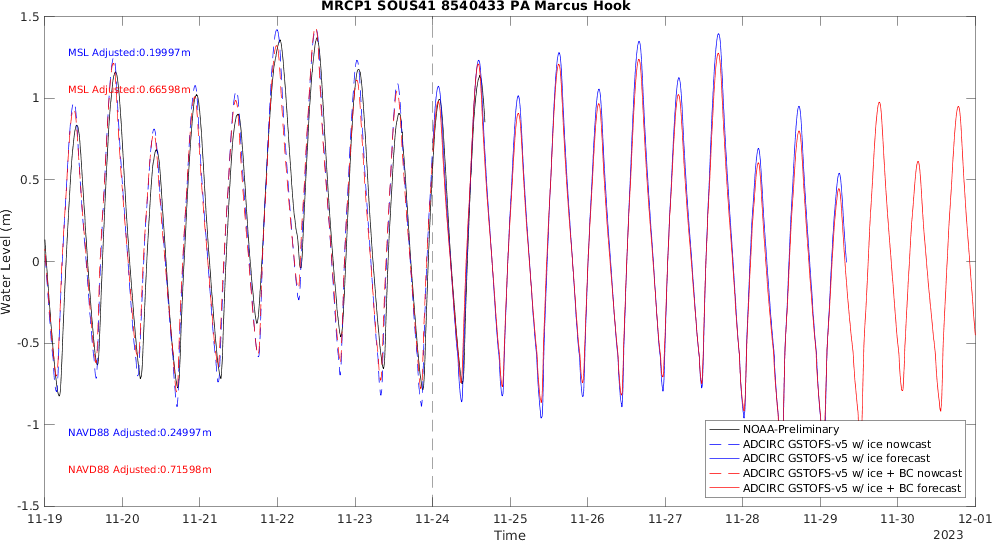 MRCP1 SOUS41 8540433 PA Marcus Hook
1.5
1
0.5
0
-0.5
-1
-1.5
Water Level (m)
MSL Adjusted:0.19997m
MSL Adjusted:0.66598m
NAVD88 Adjusted:0.24997m
NAVD88 Adjusted:0.71598m
NOAA-Preliminary
ADCIRC GSTOFS-v5 w/ ice nowcast
ADCIRC GSTOFS-v5 w/ ice forecast
ADCIRC GSTOFS-v5 w/ ice + BC nowcast
ADCIRC GSTOFS-v5 w/ ice + BC forecast
11-19 11-20 11-21 11-22 11-23 11-24 11-25 11-26 11-27 11-28 11-29 11-30 12-01
Time
2023